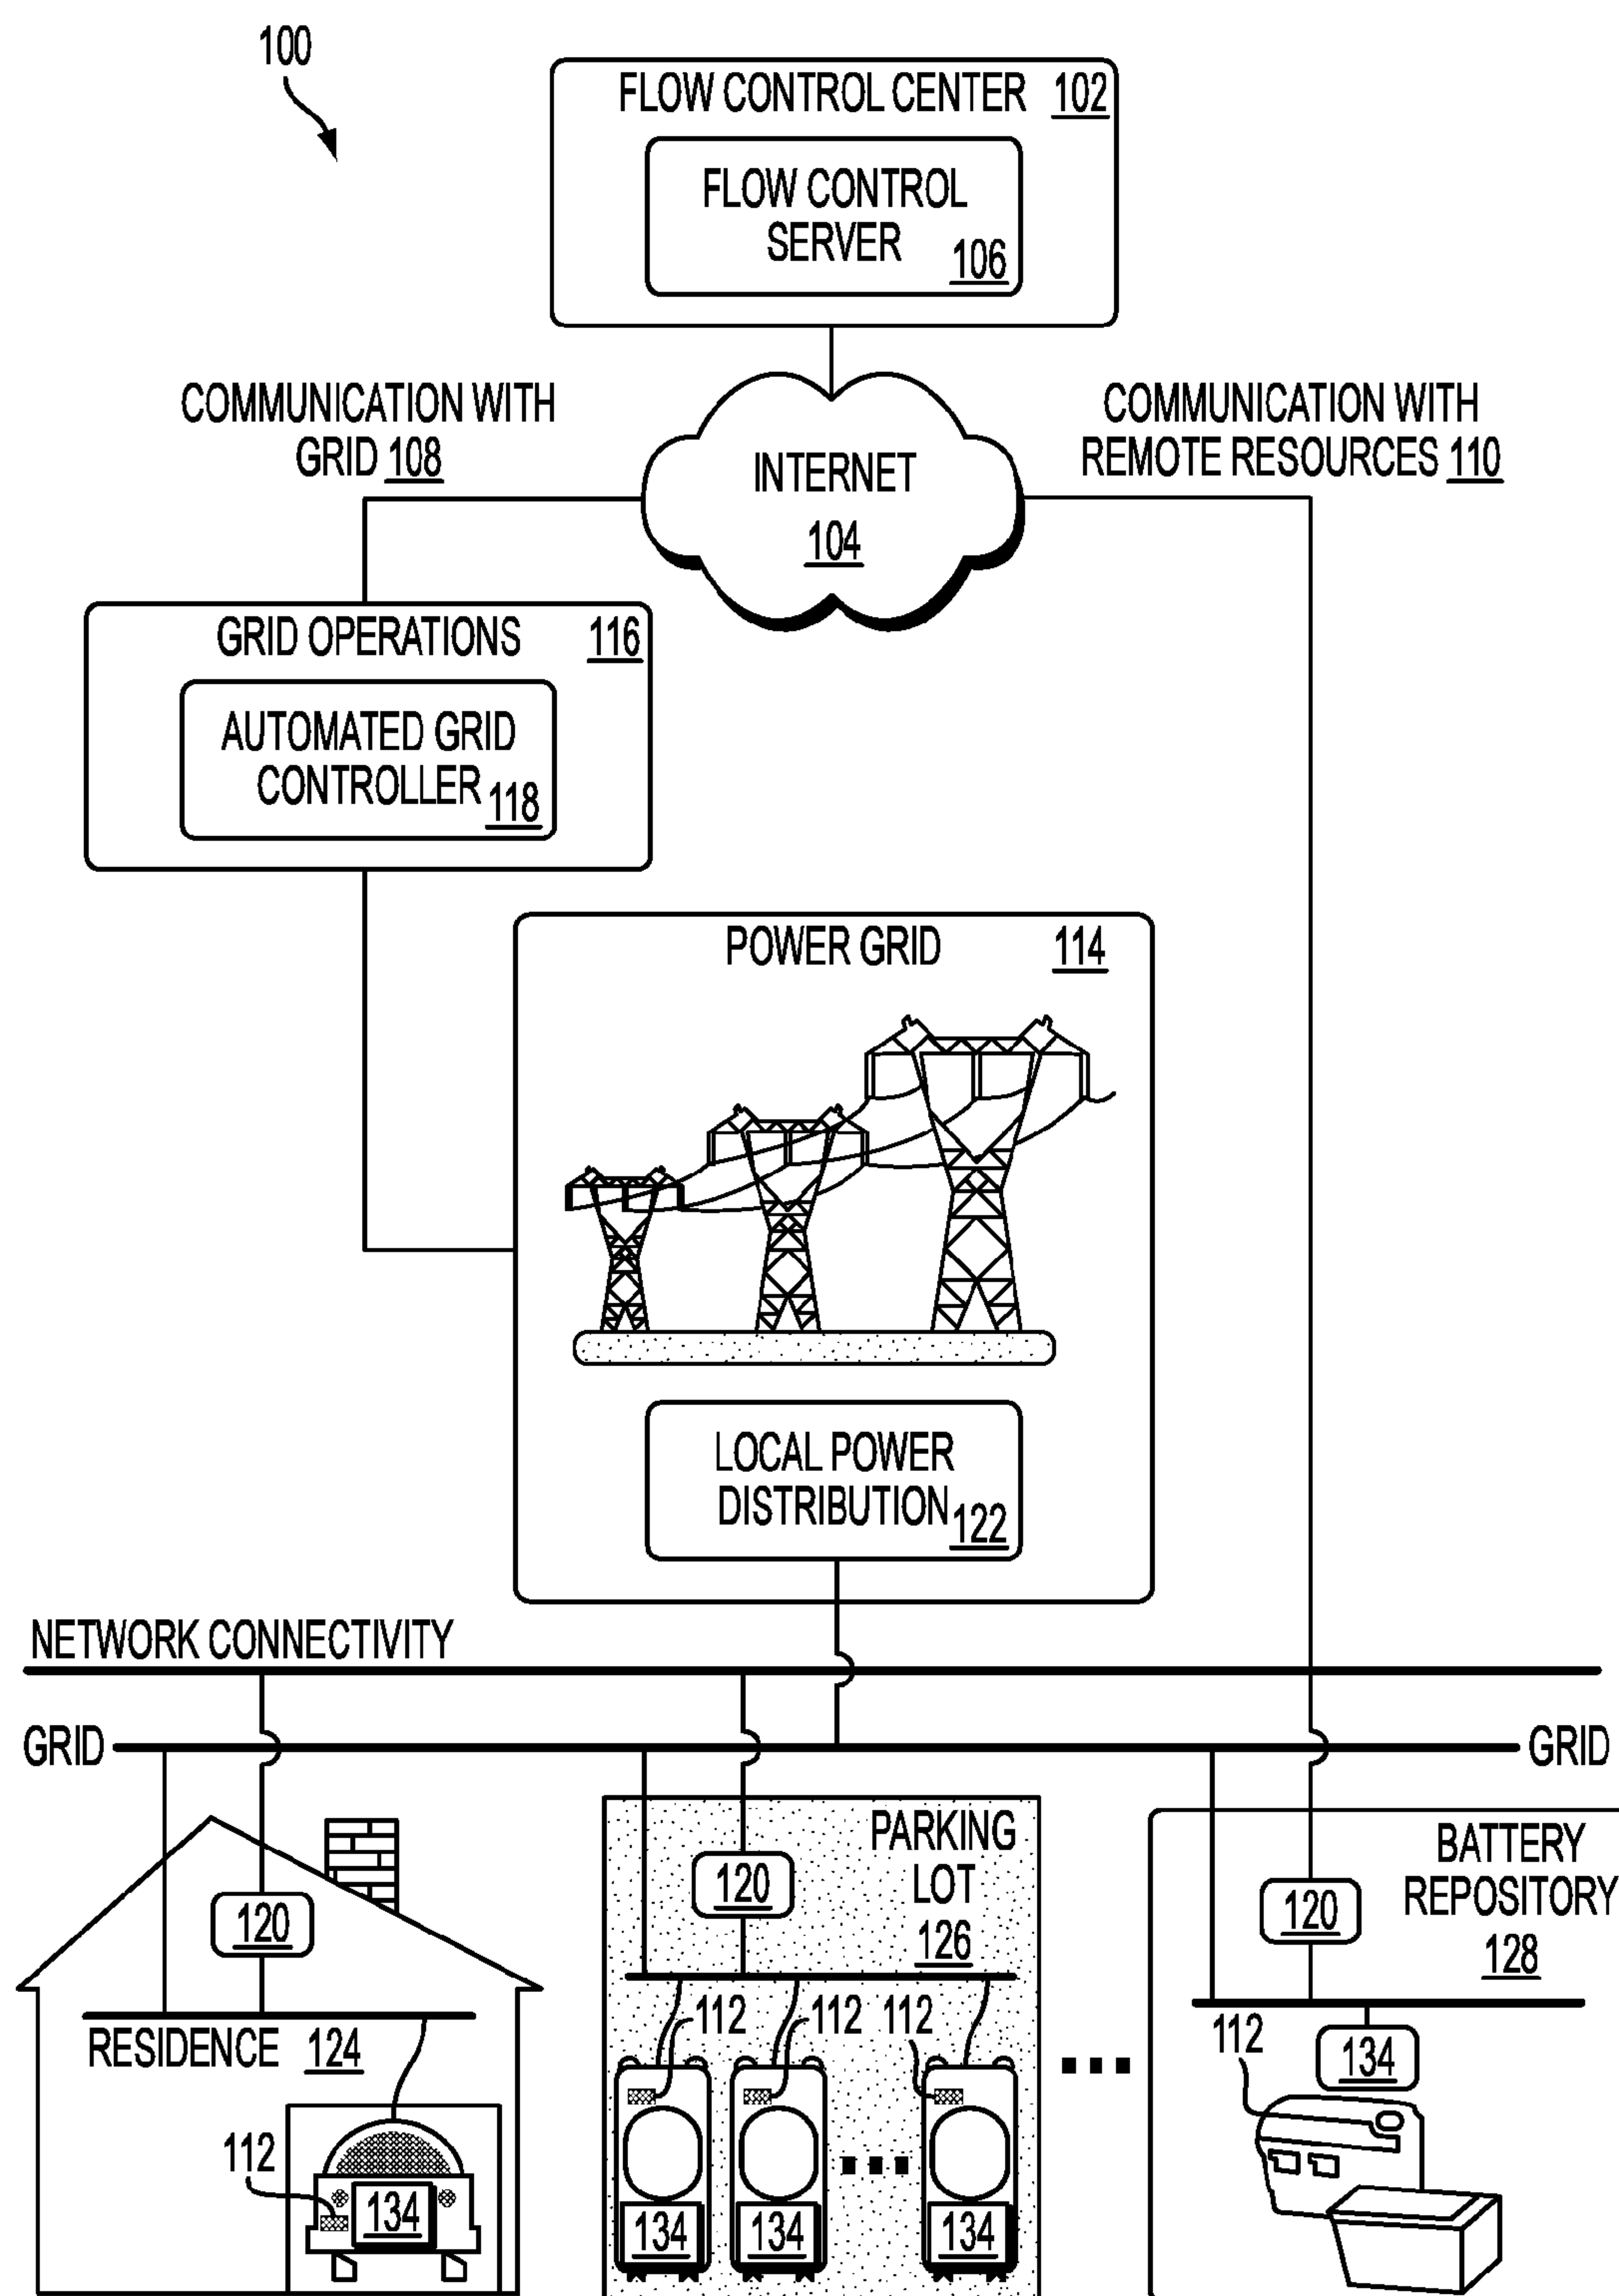 100
FLOW CONTROL CENTER 102
FLOW CONTROL
SERVER
106
COMMUNICATION WITH
GRID 108
COMMUNICATION WITH
REMOTE RESOURCES 110
INTERNET
104
GRID OPERATIONS 116
AUTOMATED GRID
CONTROLLER 118
POWER GRID 114
LOCAL POWER
DISTRIBUTION 122
NETWORK CONNECTIVITY
GRID
GRID
PARKING
LOT
126
BATTERY
REPOSITORY
128
120
120
120
RESIDENCE 124
112
112
112
112
134
112
134
134
134
134